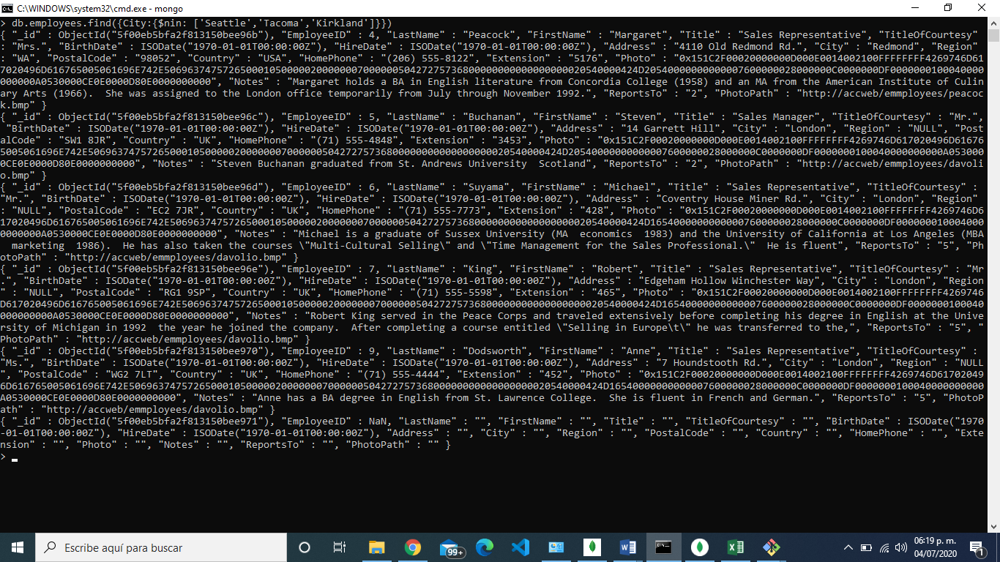 C:\WINDOWS\system32\cmd.exe - mongo
> db.employees.find({City:{$nin: ['Seattle','Tacoma','Kirkland']}})
{ "_id" : ObjectId("5f00eb5bfa2f813150bee96b"), "EmployeeID" : 4, "LastName" : "Peacock", "FirstName" : "Margaret", "Title" : "Sales Representative", "TitleOfCourtesy"
: "Mrs.", "BirthDate" : ISODate("1970-01-01T00:00:00Z"), "HireDate" : ISODate("1970-01-01T00:00:00Z"), "Address" : "4110 Old Redmond Rd.", "City" : "Redmond", "Region"
: "WA", "PostalCode" : "98052", "Country" : "USA", "HomePhone" : "(206) 555-8122", "Extension" : "5176", "Photo" :
", "Notes" : "Margaret holds a BA in English literature from Concordia College (1958) and an MA from the American Institute of Culin
ary Arts (1966).  She was assigned to the London office temporarily from July through November 1992.", "ReportsTo" : "2", "PhotoPath" : "http://accweb/emmployees/peacoc
k.bmp" }
{ "_id" : ObjectId("5f00eb5bfa2f813150bee96c"), "EmployeeID" : 5, "LastName" : "Buchanan", "FirstName" : "Steven", "Title" : "Sales Manager", "TitleOfCourtesy" : "Mr.",
"BirthDate" : ISODate("1970-01-01T00:00:00Z"), "HireDate" : ISODate("1970-01-01T00:00:00Z"), "Address" : "14 Garrett Hill", "City" : "London", "Region" : "NULL", "Post
alCode" : "SW1 8JR", "Country" : "UK", "HomePhone" : "(71) 555-4848", "Extension" : "3453", "Photo" :
", "Notes" : "Steven Buchanan graduated from St. Andrews University  Scotland", "ReportsTo" : "2", "PhotoPath" : "http://accweb/emmployees/davoli
o.bmp" }
{ "_id" : ObjectId("5f00eb5bfa2f813150bee96d"), "EmployeeID" : 6, "LastName" : "Suyama", "FirstName" : "Michael", "Title" : "Sales Representative", "TitleOfCourtesy" :
"Mr.", "BirthDate" : ISODate("1970-01-01T00:00:00Z"), "HireDate" : ISODate("1970-01-01T00:00:00Z"), "Address" : "Coventry House Miner Rd.", "City" : "London", "Region"
: "NULL", "PostalCode" : "EC2 7JR", "Country" : "UK", "HomePhone" : "(71) 555-7773", "Extension" : "428", "Photo" :
", "Notes" : "Michael is a graduate of Sussex University (MA  economics  1983) and the University of California at Los Angeles (MBA
marketing  1986).  He has also taken the courses \"Multi-Cultural Selling\" and \"Time Management for the Sales Professional.\"  He is fluent", "ReportsTo" : "5", "Ph
otoPath" : "http://accweb/emmployees/davolio.bmp" }
{ "_id" : ObjectId("5f00eb5bfa2f813150bee96e"), "EmployeeID" : 7, "LastName" : "King", "FirstName" : "Robert", "Title" : "Sales Representative", "TitleOfCourtesy" : "Mr
.", "BirthDate" : ISODate("1970-01-01T00:00:00Z"), "HireDate" : ISODate("1970-01-01T00:00:00Z"), "Address" : "Edgeham Hollow Winchester Way", "City" : "London", "Region
" : "NULL", "PostalCode" : "RG1 9SP", "Country" : "UK", "HomePhone" : "(71) 555-5598", "Extension" : "465", "Photo" :
", "Notes" : "Robert King served in the Peace Corps and traveled extensively before completing his degree in English at the Unive
rsity of Michigan in 1992  the year he joined the company.  After completing a course entitled \"Selling in Europe\t\" he was transferred to the,", "ReportsTo" : "5", "
PhotoPath" : "http://accweb/emmployees/davolio.bmp" }
{ "_id" : ObjectId("5f00eb5bfa2f813150bee970"), "EmployeeID" : 9, "LastName" : "Dodsworth", "FirstName" : "Anne", "Title" : "Sales Representative", "TitleOfCourtesy" :
"Ms.", "BirthDate" : ISODate("1970-01-01T00:00:00Z"), "HireDate" : ISODate("1970-01-01T00:00:00Z"), "Address" : "7 Houndstooth Rd.", "City" : "London", "Region" : "NULL
", "PostalCode" : "WG2 7LT", "Country" : "UK", "HomePhone" : "(71) 555-4444", "Extension" : "452", "Photo" :
", "Notes" : "Anne has a BA degree in English from St. Lawrence College.  She is fluent in French and German.", "ReportsTo" : "5", "PhotoP
ath" : "http://accweb/emmployees/davolio.bmp" }
{ "_id" : ObjectId("5f00eb5bfa2f813150bee971"), "EmployeeID" : NaN, "LastName" : "", "FirstName" : "", "Title" : "", "TitleOfCourtesy" : "", "BirthDate" : ISODate("1970
-01-01T00:00:00Z"), "HireDate" : ISODate("1970-01-01T00:00:00Z"), "Address" : "", "City" : "", "Region" : "", "PostalCode" : "", "Country" : "", "HomePhone" : "", "Exte
nsion" : "", "Photo" : "", "Notes" : "", "ReportsTo" : "", "PhotoPath" : "" }
>
Escribe aquí para buscar
99+
06:19 p. m.
04/07/2020
1